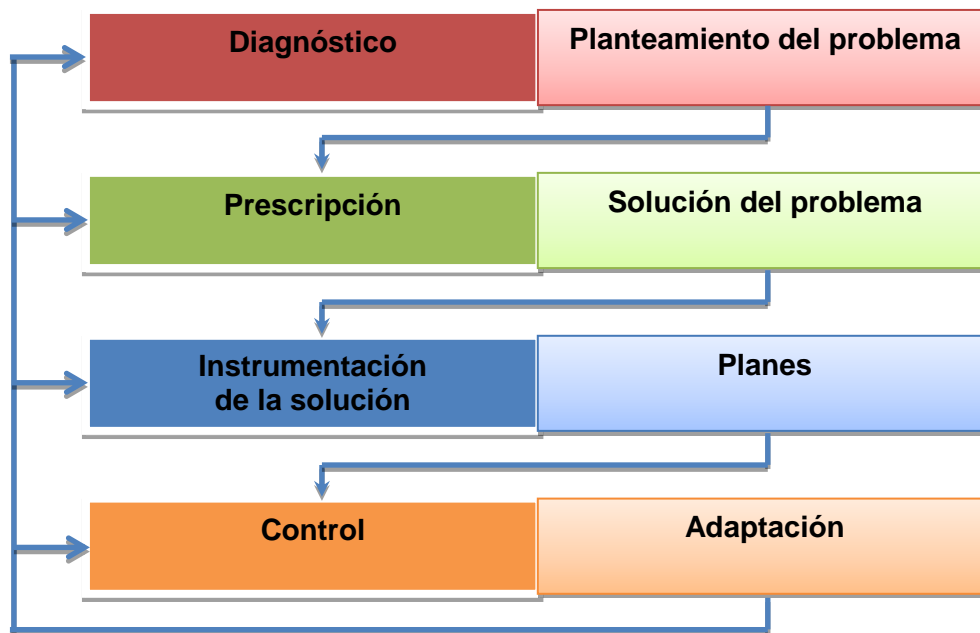 Diagnóstico
Planteamiento del problema
Prescripción
Solución del problema
Instrumentación
de la solución
Planes
Control
Adaptación